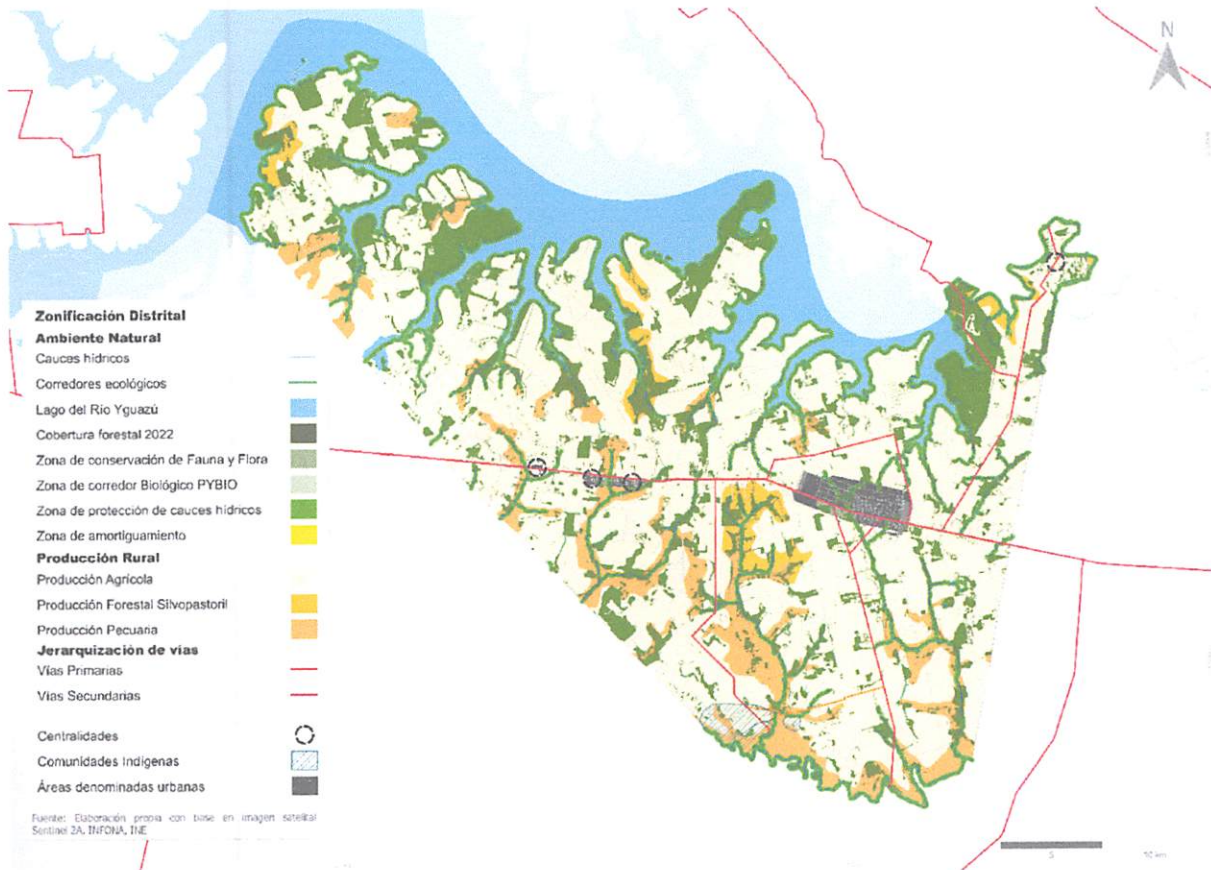 N
Zonificación Distrital
Ambiente Natural
Cauces hídricos
Corredores ecológicos
Lago del Río Yguazú
Cobertura forestal 2022
Zona de conservación de Fauna y Flora
Zona de corredor Biológico PYBIO
Zona de protección de cauces hídricos
Zona de amortiguamiento
Producción Rural
Producción Agrícola
Producción Forestal Silvopastoril
Producción Pecuaria
Jerarquización de vías
Vías Primarias
Vías Secundarias
Centralidades
Comunidades Indígenas
Áreas denominadas urbanas
Fuente: Elaboración propia con base en imagen satelital
Sentinel 2A, INFONA, INE
5 10 km